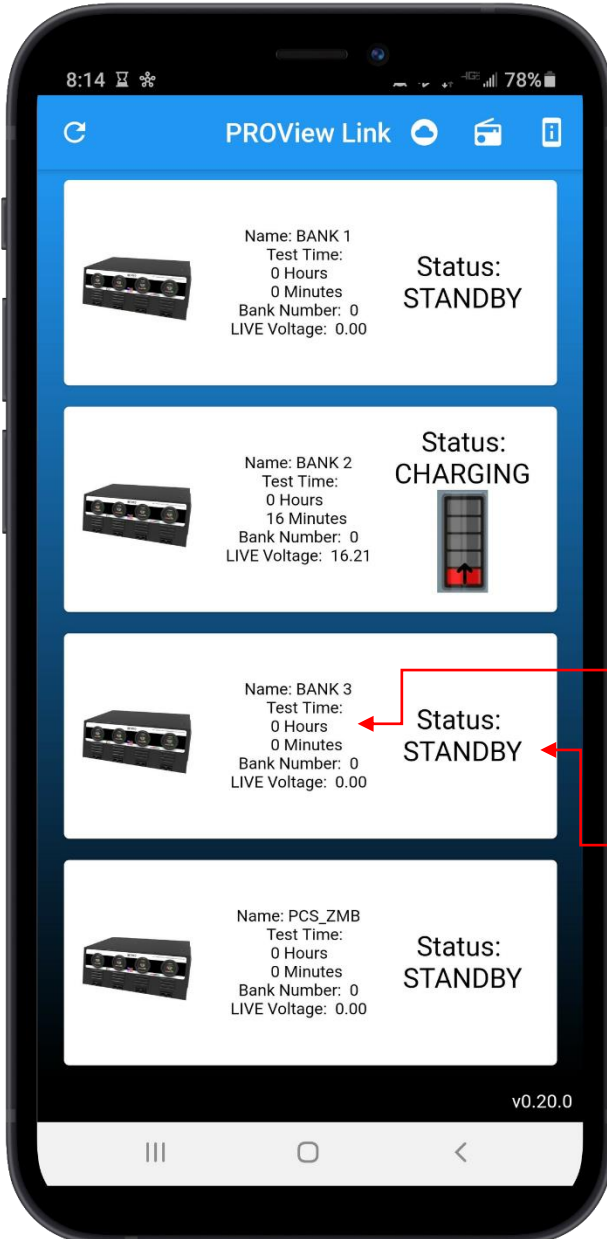 8:14 78%
PROView Link
Name: BANK 1
Test Time:
0 Hours
0 Minutes
Bank Number: 0
LIVE Voltage: 0.00
Status:
STANDBY
Name: BANK 2
Test Time:
0 Hours
16 Minutes
Bank Number: 0
LIVE Voltage: 16.21
Status:
CHARGING
Name: BANK 3
Test Time:
0 Hours
0 Minutes
Bank Number: 0
LIVE Voltage: 0.00
Status:
STANDBY
Name: PCS_ZMB
Test Time:
0 Hours
0 Minutes
Bank Number: 0
LIVE Voltage: 0.00
Status:
STANDBY
v0.20.0